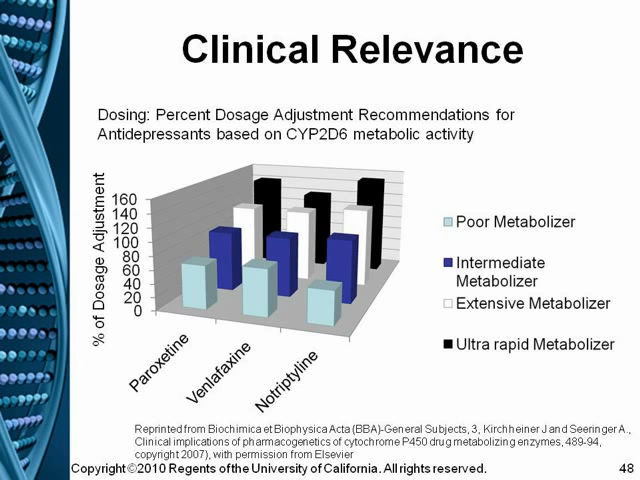 Clinical Relevance
Dosing: Percent Dosage Adjustment Recommendations for
Antidepressants based on CYP2D6 metabolic activity
% of Dosage Adjustment
160
140
120
100
80
60
40
20
0
Paroxetine
Venlafaxine
Notriptyline
Poor Metabolizer
Intermediate
Metabolizer
Extensive Metabolizer
Ultra rapid Metabolizer
Reprinted from Biochimica et Biophysica Acta (BBA)-General Subjects, 3, Kirchheiner J and Seeringer A.,
Clinical implications of pharmacogenetics of cytochrome P450 drug metabolizing enzymes, 489-94,
copyright 2007), with permission from Elsevier
Copyright ©2010 Regents of the University of California. All rights reserved.
48